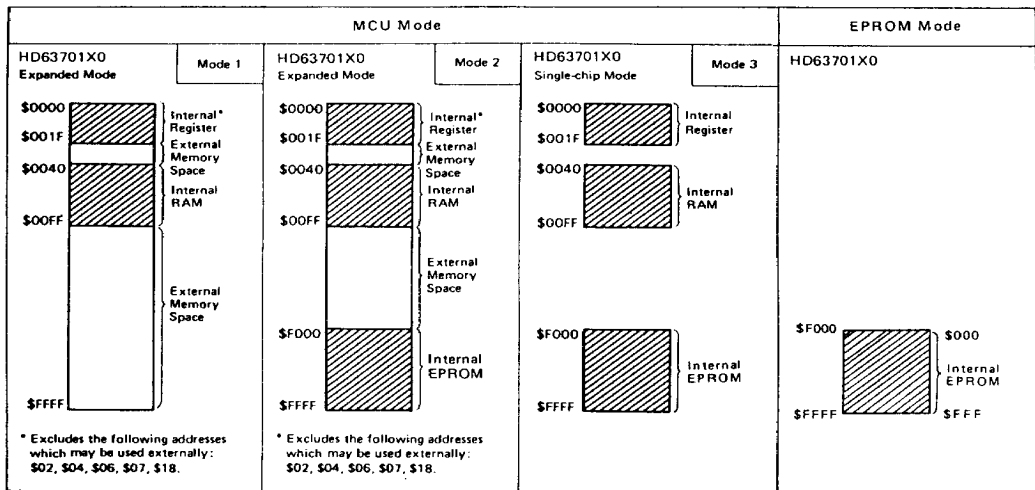 MCU Mode
EPROM Mode
HD63701X0
Expanded Mode
Mode 1
$0000
$001F
$0040
$00FF
$FFFF
Internal*
Register
External
Memory
Space
Internal
RAM
External
Memory
Space
* Excludes the following addresses
which may be used externally:
$02, $04, $06, $07, $18.
HD63701X0
Expanded Mode
Mode 2
$0000
$001F
$0040
$00FF
$F000
$FFFF
Internal*
Register
External
Memory
Space
Internal
RAM
External
Memory
Space
Internal
EPROM
* Excludes the following addresses
which may be used externally:
$02, $04, $06, $07, $18.
HD63701X0
Single-chip Mode
Mode 3
$0000
$001F
$0040
$00FF
$F000
$FFFF
Internal
Register
Internal
RAM
Internal
EPROM
HD63701X0
$F000
$FFFF
$000
Internal
EPROM
$FFF